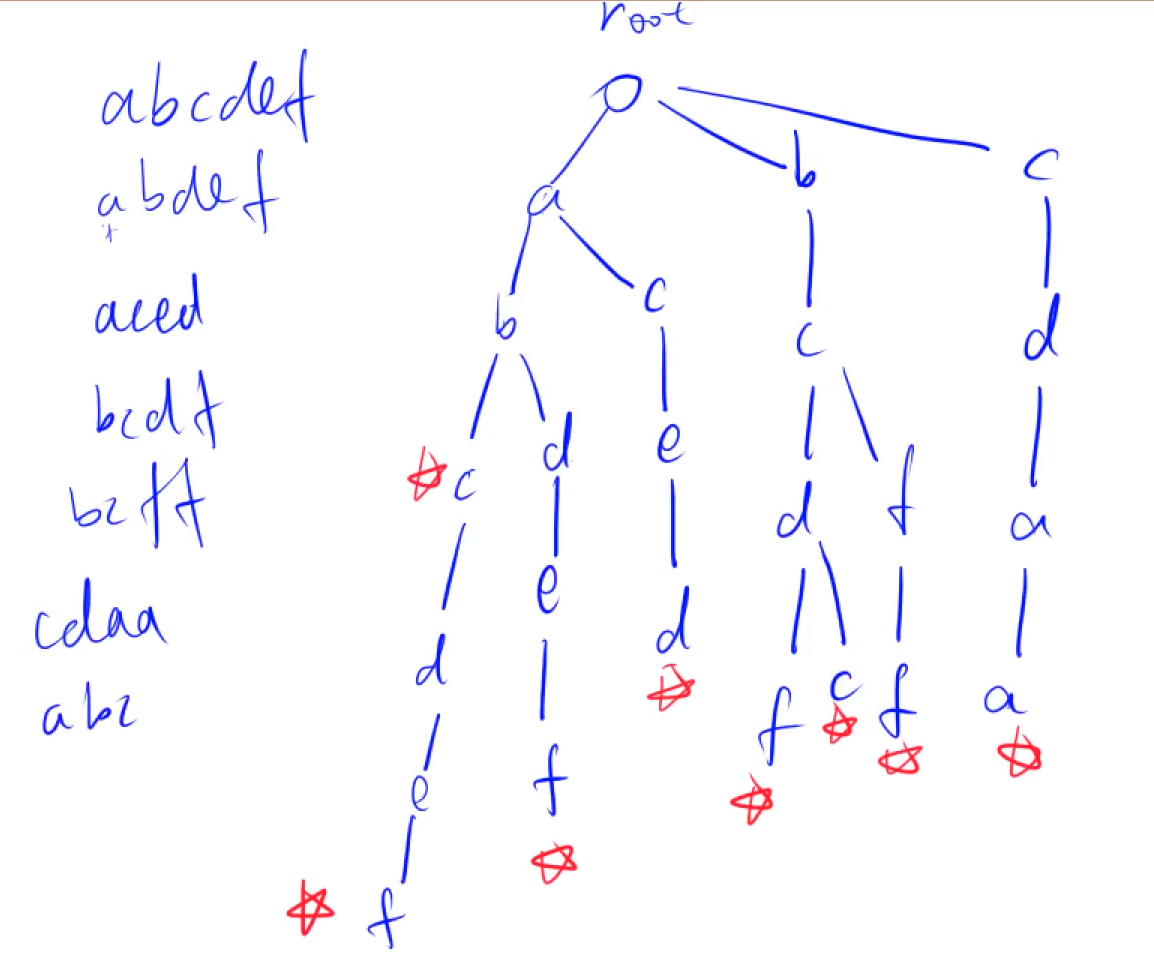 root
abcdef
abdef
aced
bcdf
bcff
cdaa
abc
a b c
b c c d
c d e d f a
d e d f c f a
e f
f